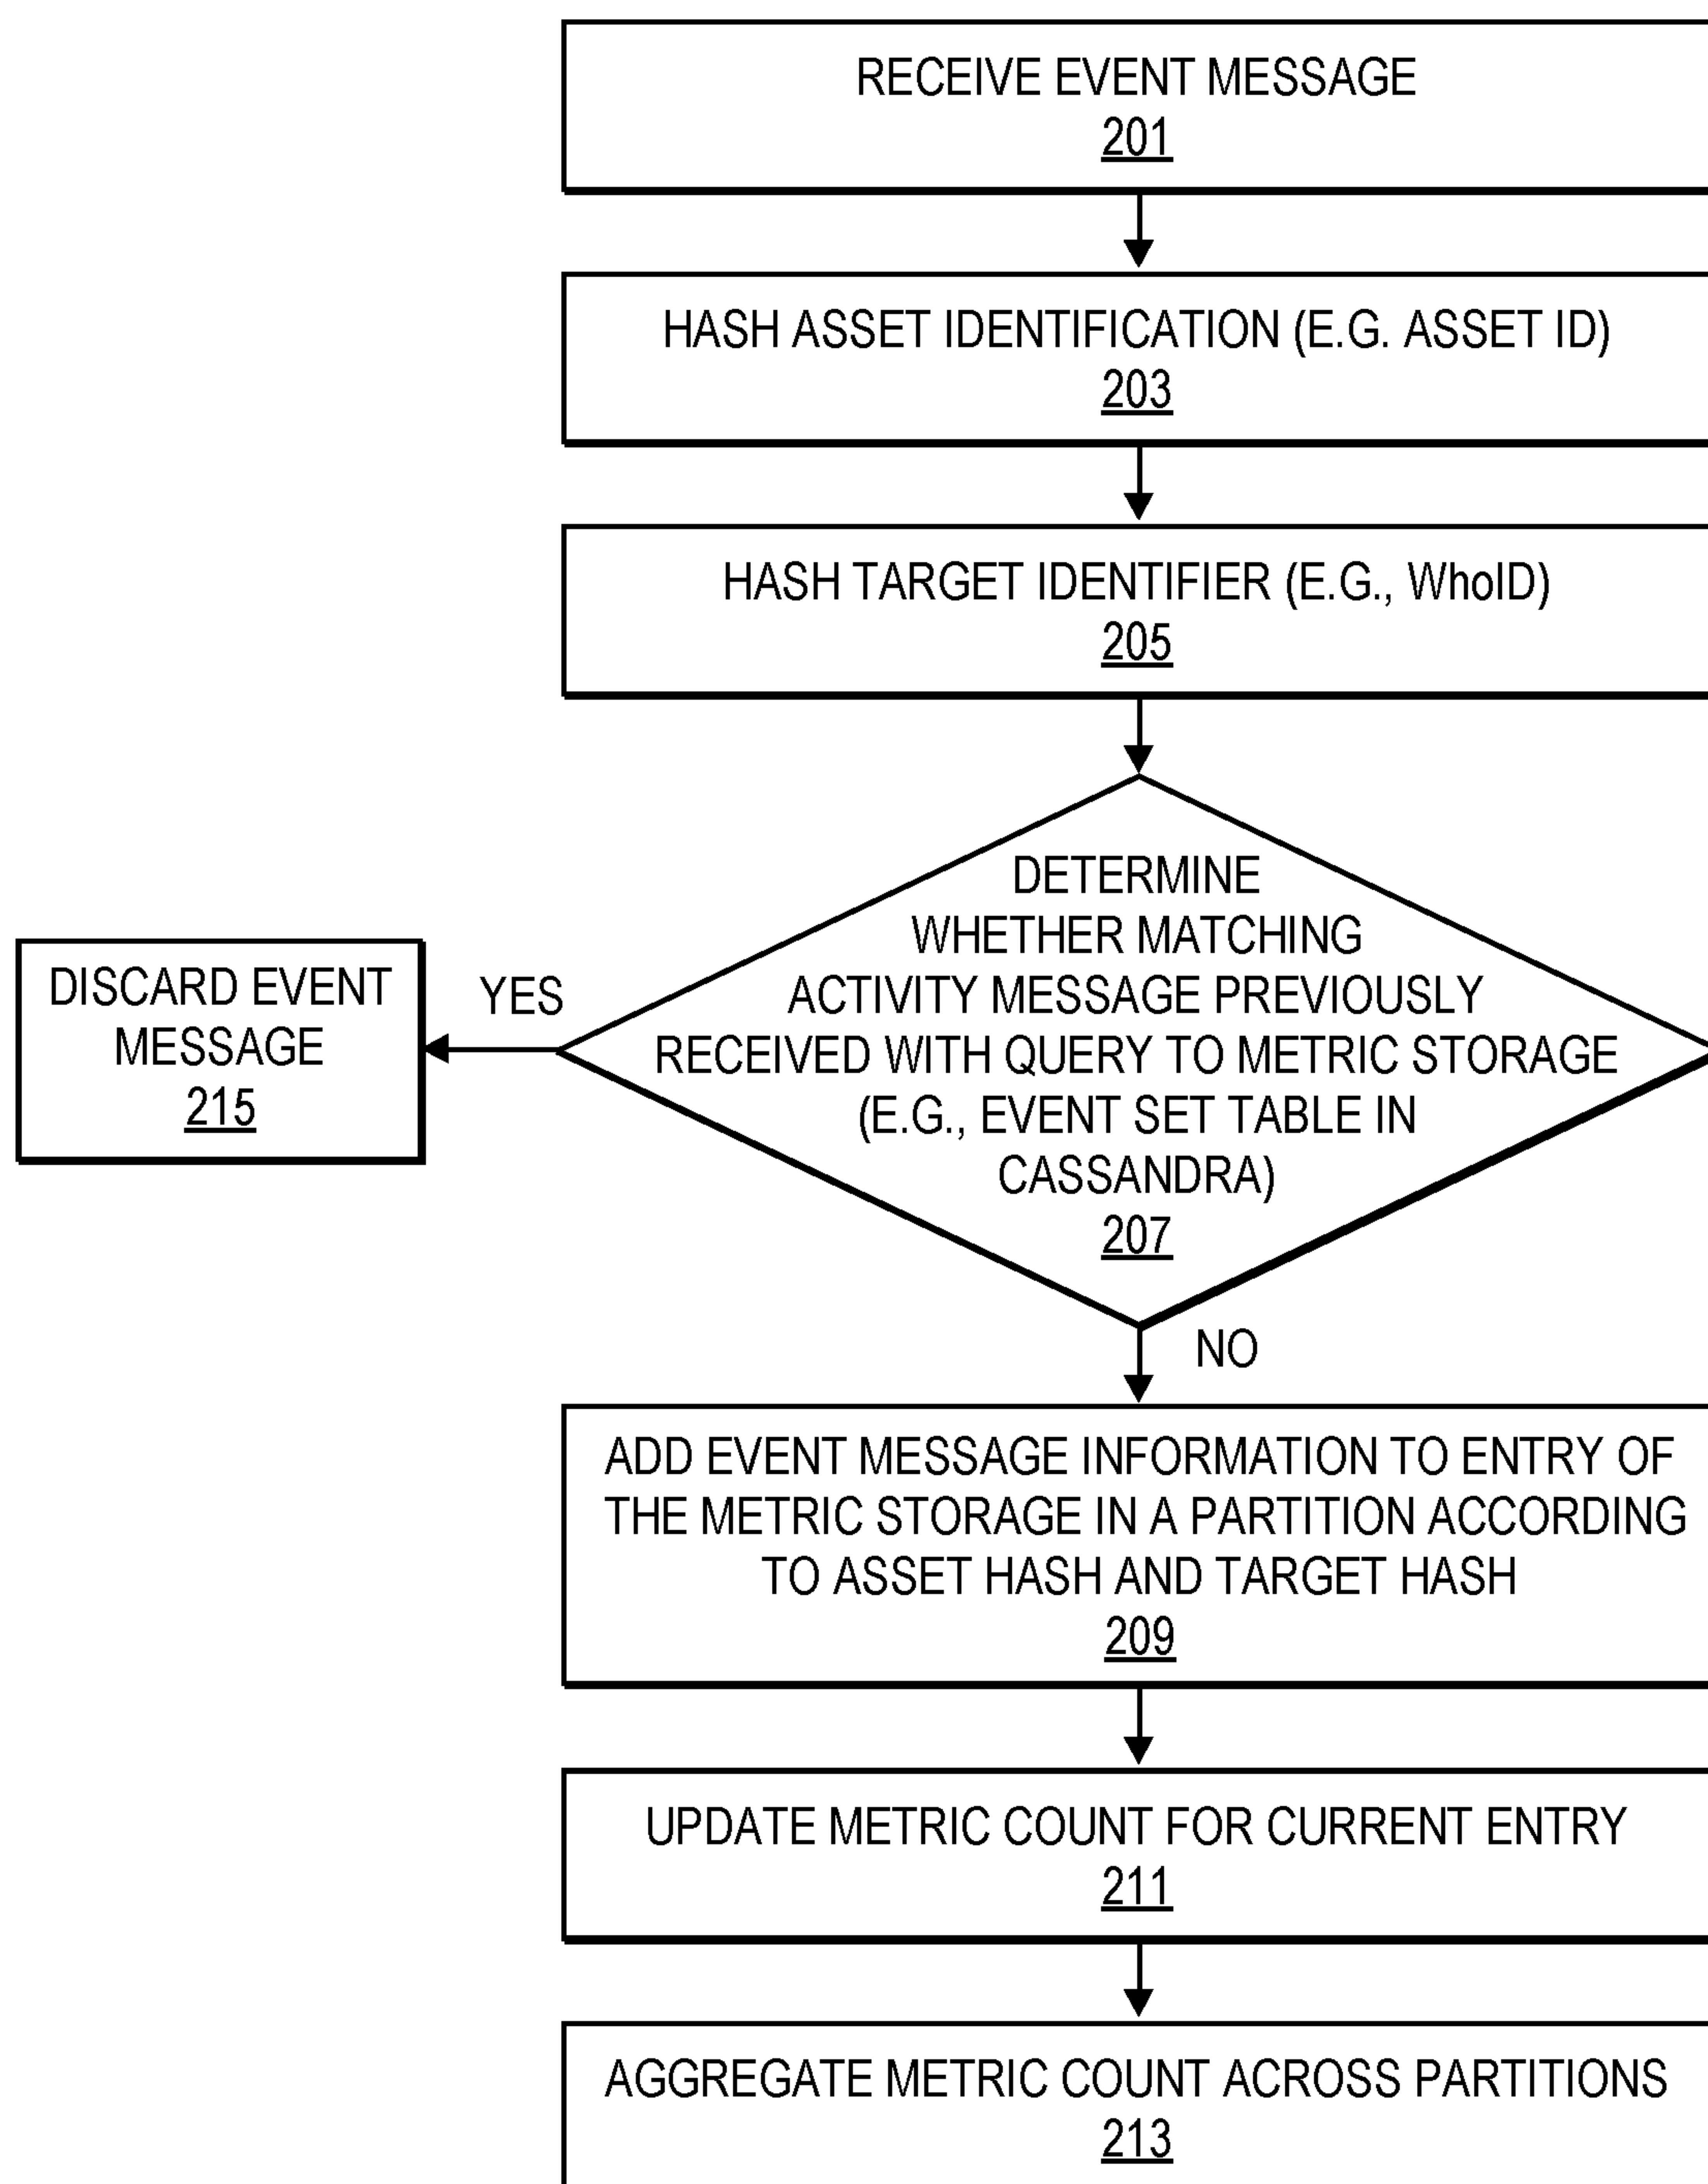 RECEIVE EVENT MESSAGE
201
HASH ASSET IDENTIFICATION (E.G. ASSET ID)
203
HASH TARGET IDENTIFIER (E.G., WhoID)
205
DETERMINE
WHETHER MATCHING
ACTIVITY MESSAGE PREVIOUSLY
RECEIVED WITH QUERY TO METRIC STORAGE
(E.G., EVENT SET TABLE IN
CASSANDRA)
207
YES
DISCARD EVENT
MESSAGE
215
NO
ADD EVENT MESSAGE INFORMATION TO ENTRY OF
THE METRIC STORAGE IN A PARTITION ACCORDING
TO ASSET HASH AND TARGET HASH
209
UPDATE METRIC COUNT FOR CURRENT ENTRY
211
AGGREGATE METRIC COUNT ACROSS PARTITIONS
213